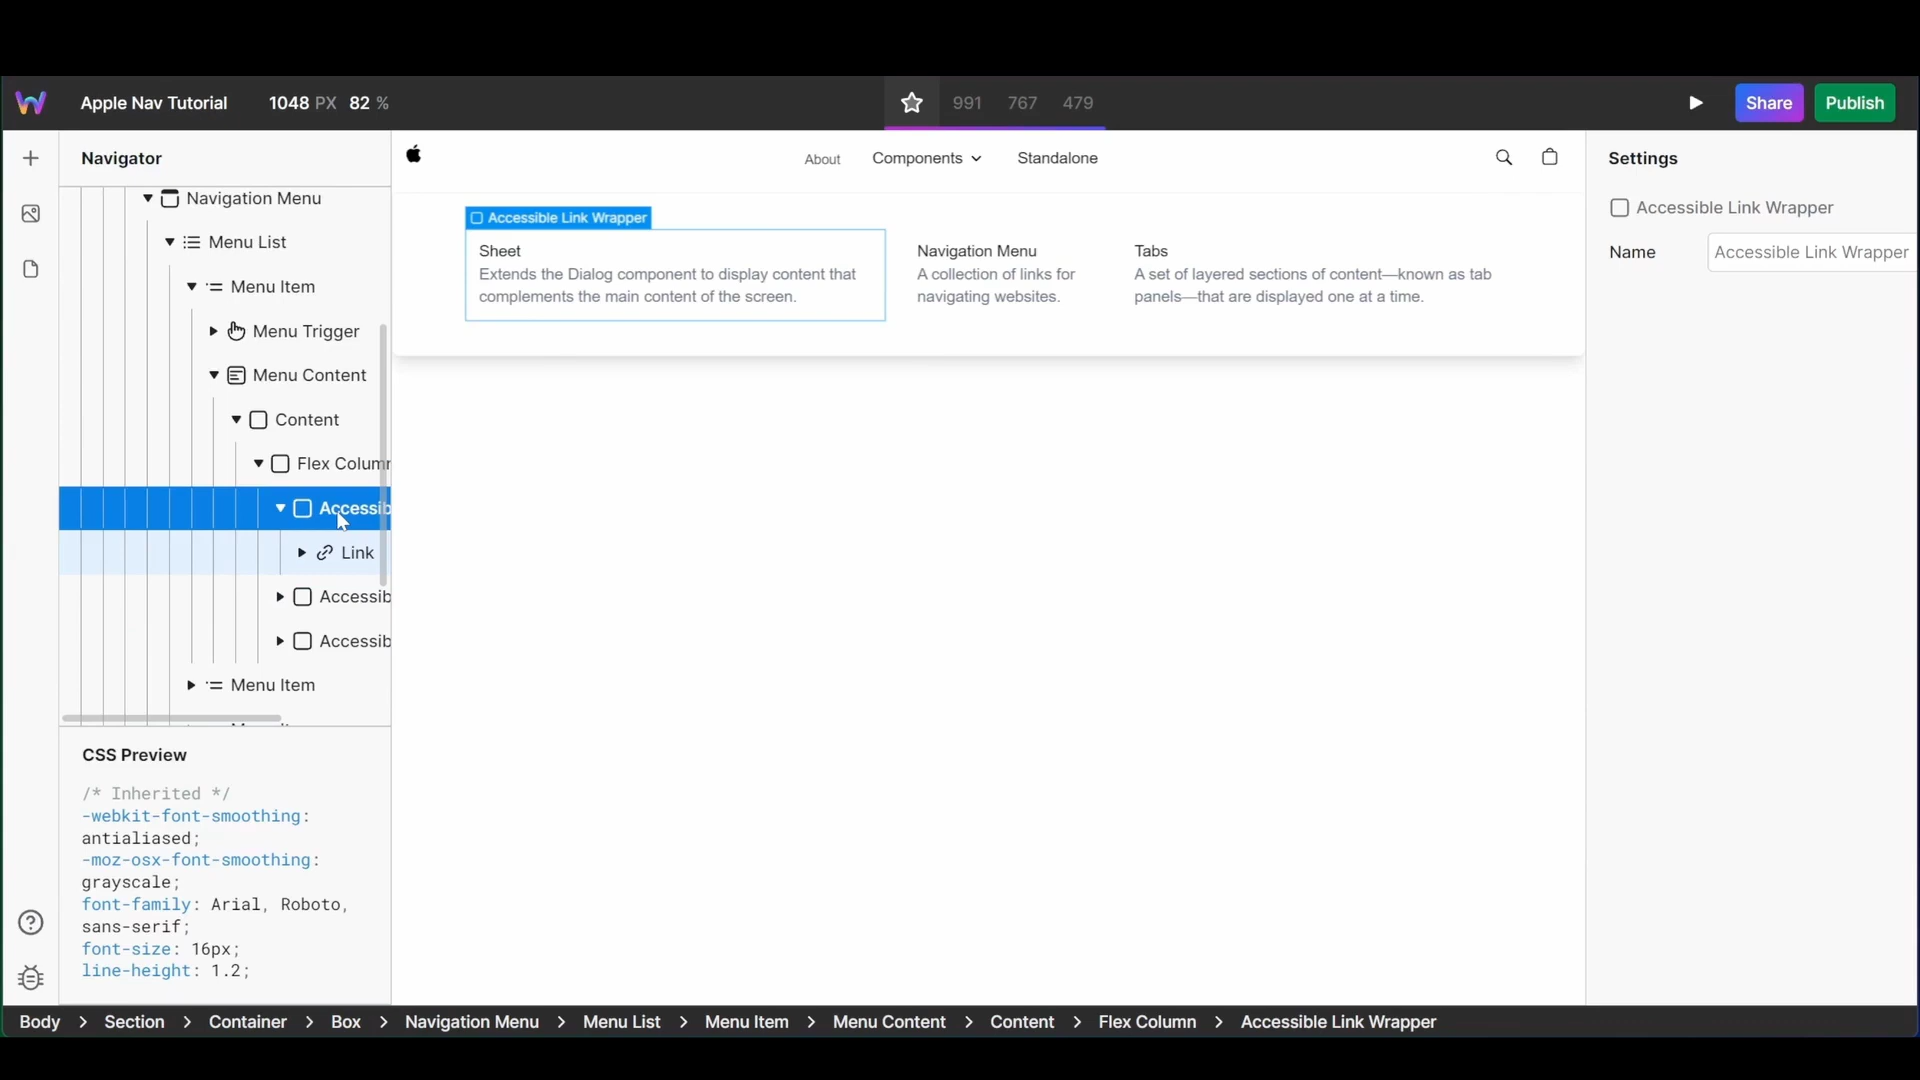 Apple Nav Tutorial 1048 PX 82 % 991 767 479 Share Publish
Navigator
Navigation Menu
Menu List
Menu Item
Menu Trigger
Menu Content
Content
Flex Column
Accessib
Link
Accessib
Accessib
Menu Item
CSS Preview
/* Inherited */
-webkit-font-smoothing:
antialiased;
-moz-osx-font-smoothing:
grayscale;
font-family: Arial, Roboto,
sans-serif;
font-size: 16px;
line-height: 1.2;
About Components Standalone
Accessible Link Wrapper
Sheet
Extends the Dialog component to display content that
complements the main content of the screen.
Navigation Menu
A collection of links for
navigating websites.
Tabs
A set of layered sections of content—known as tab
panels—that are displayed one at a time.
Settings
Accessible Link Wrapper
Name Accessible Link Wrapper
Body > Section > Container > Box > Navigation Menu > Menu List > Menu Item > Menu Content > Content > Flex Column > Accessible Link Wrapper